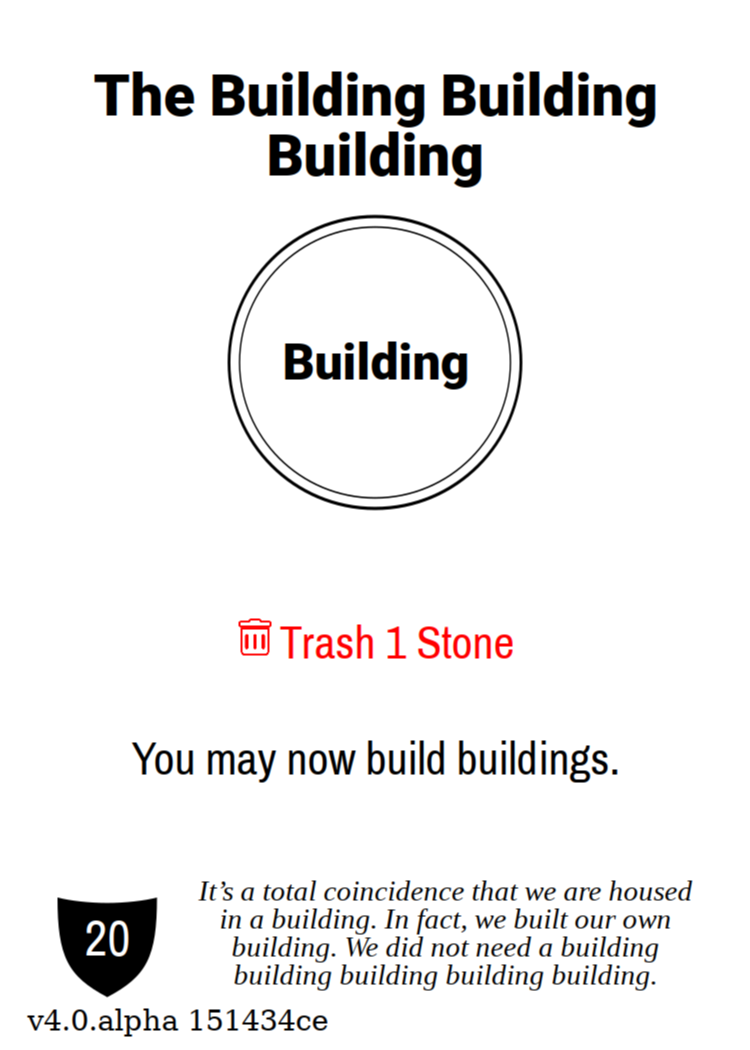 The Building Building
Building
Building
Trash 1 Stone
You may now build buildings.
It’s a total coincidence that we are housed
in a building. In fact, we built our own
building. We did not need a building
building building building building.
20
v4.0.alpha 151434ce